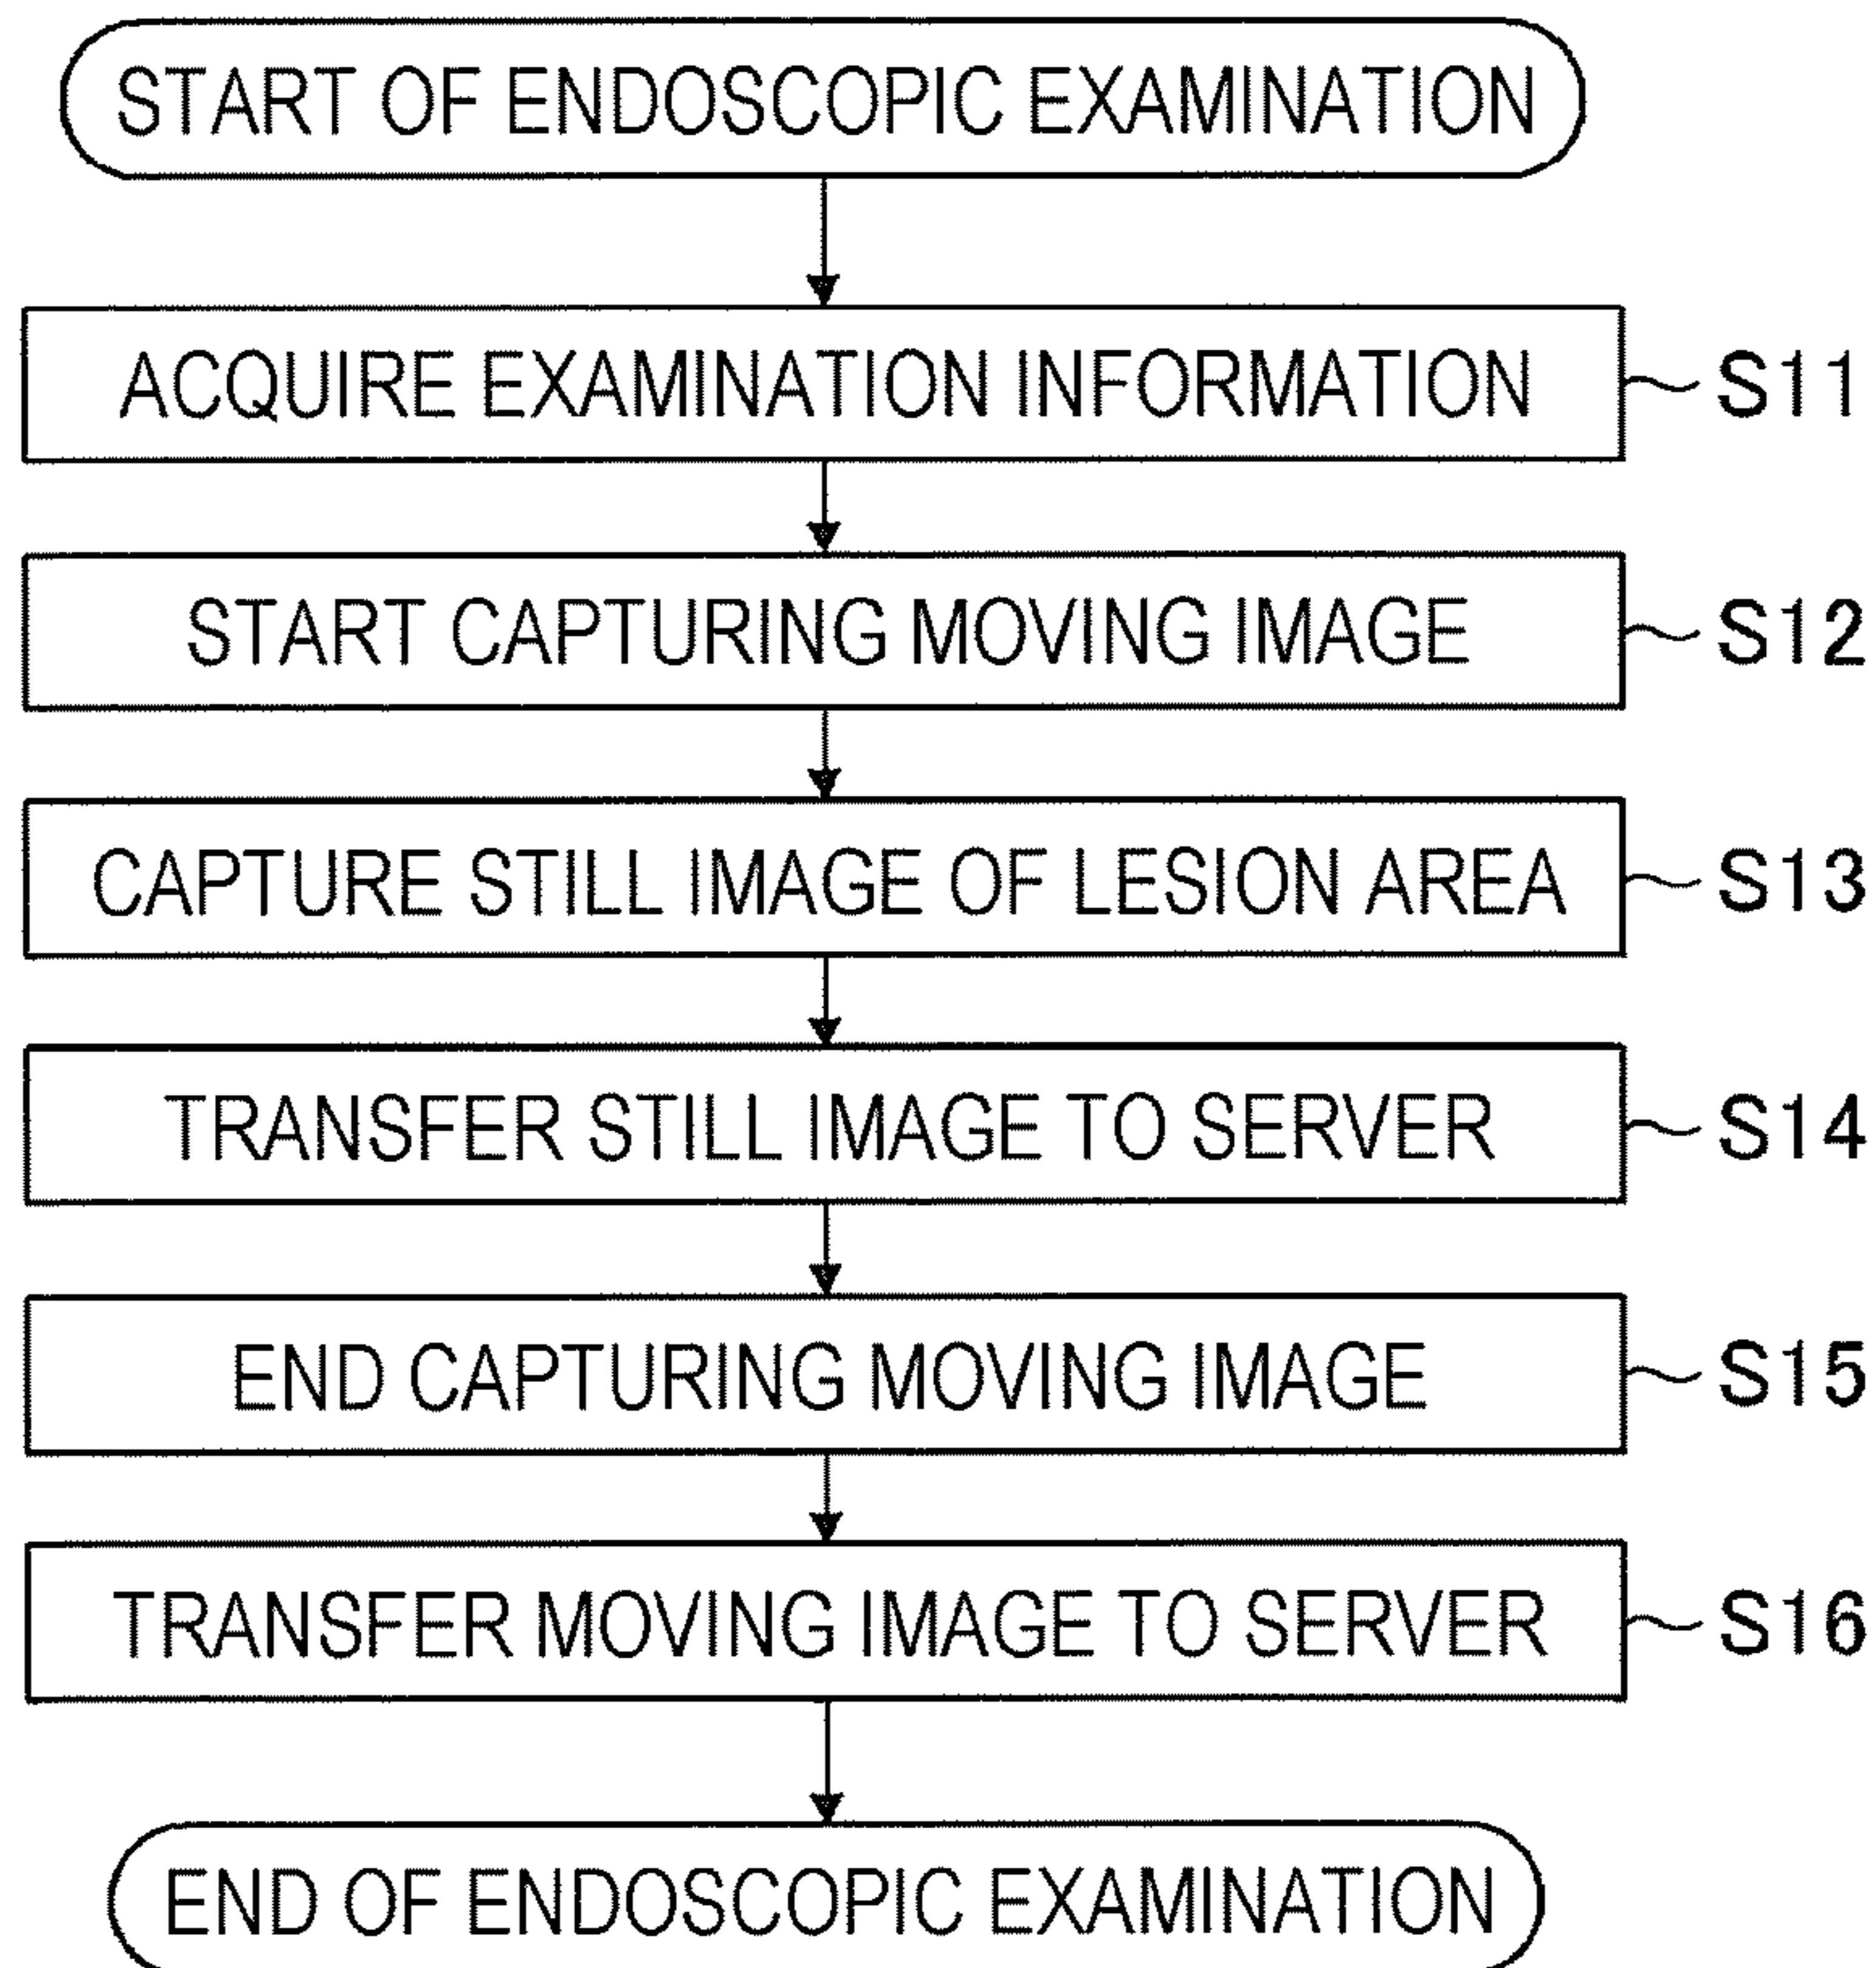 START OF ENDOSCOPIC EXAMINATION
ACQUIRE EXAMINATION INFORMATION S11
START CAPTURING MOVING IMAGE S12
CAPTURE STILL IMAGE OF LESION AREA S13
TRANSFER STILL IMAGE TO SERVER S14
END CAPTURING MOVING IMAGE S15
TRANSFER MOVING IMAGE TO SERVER S16
END OF ENDOSCOPIC EXAMINATION